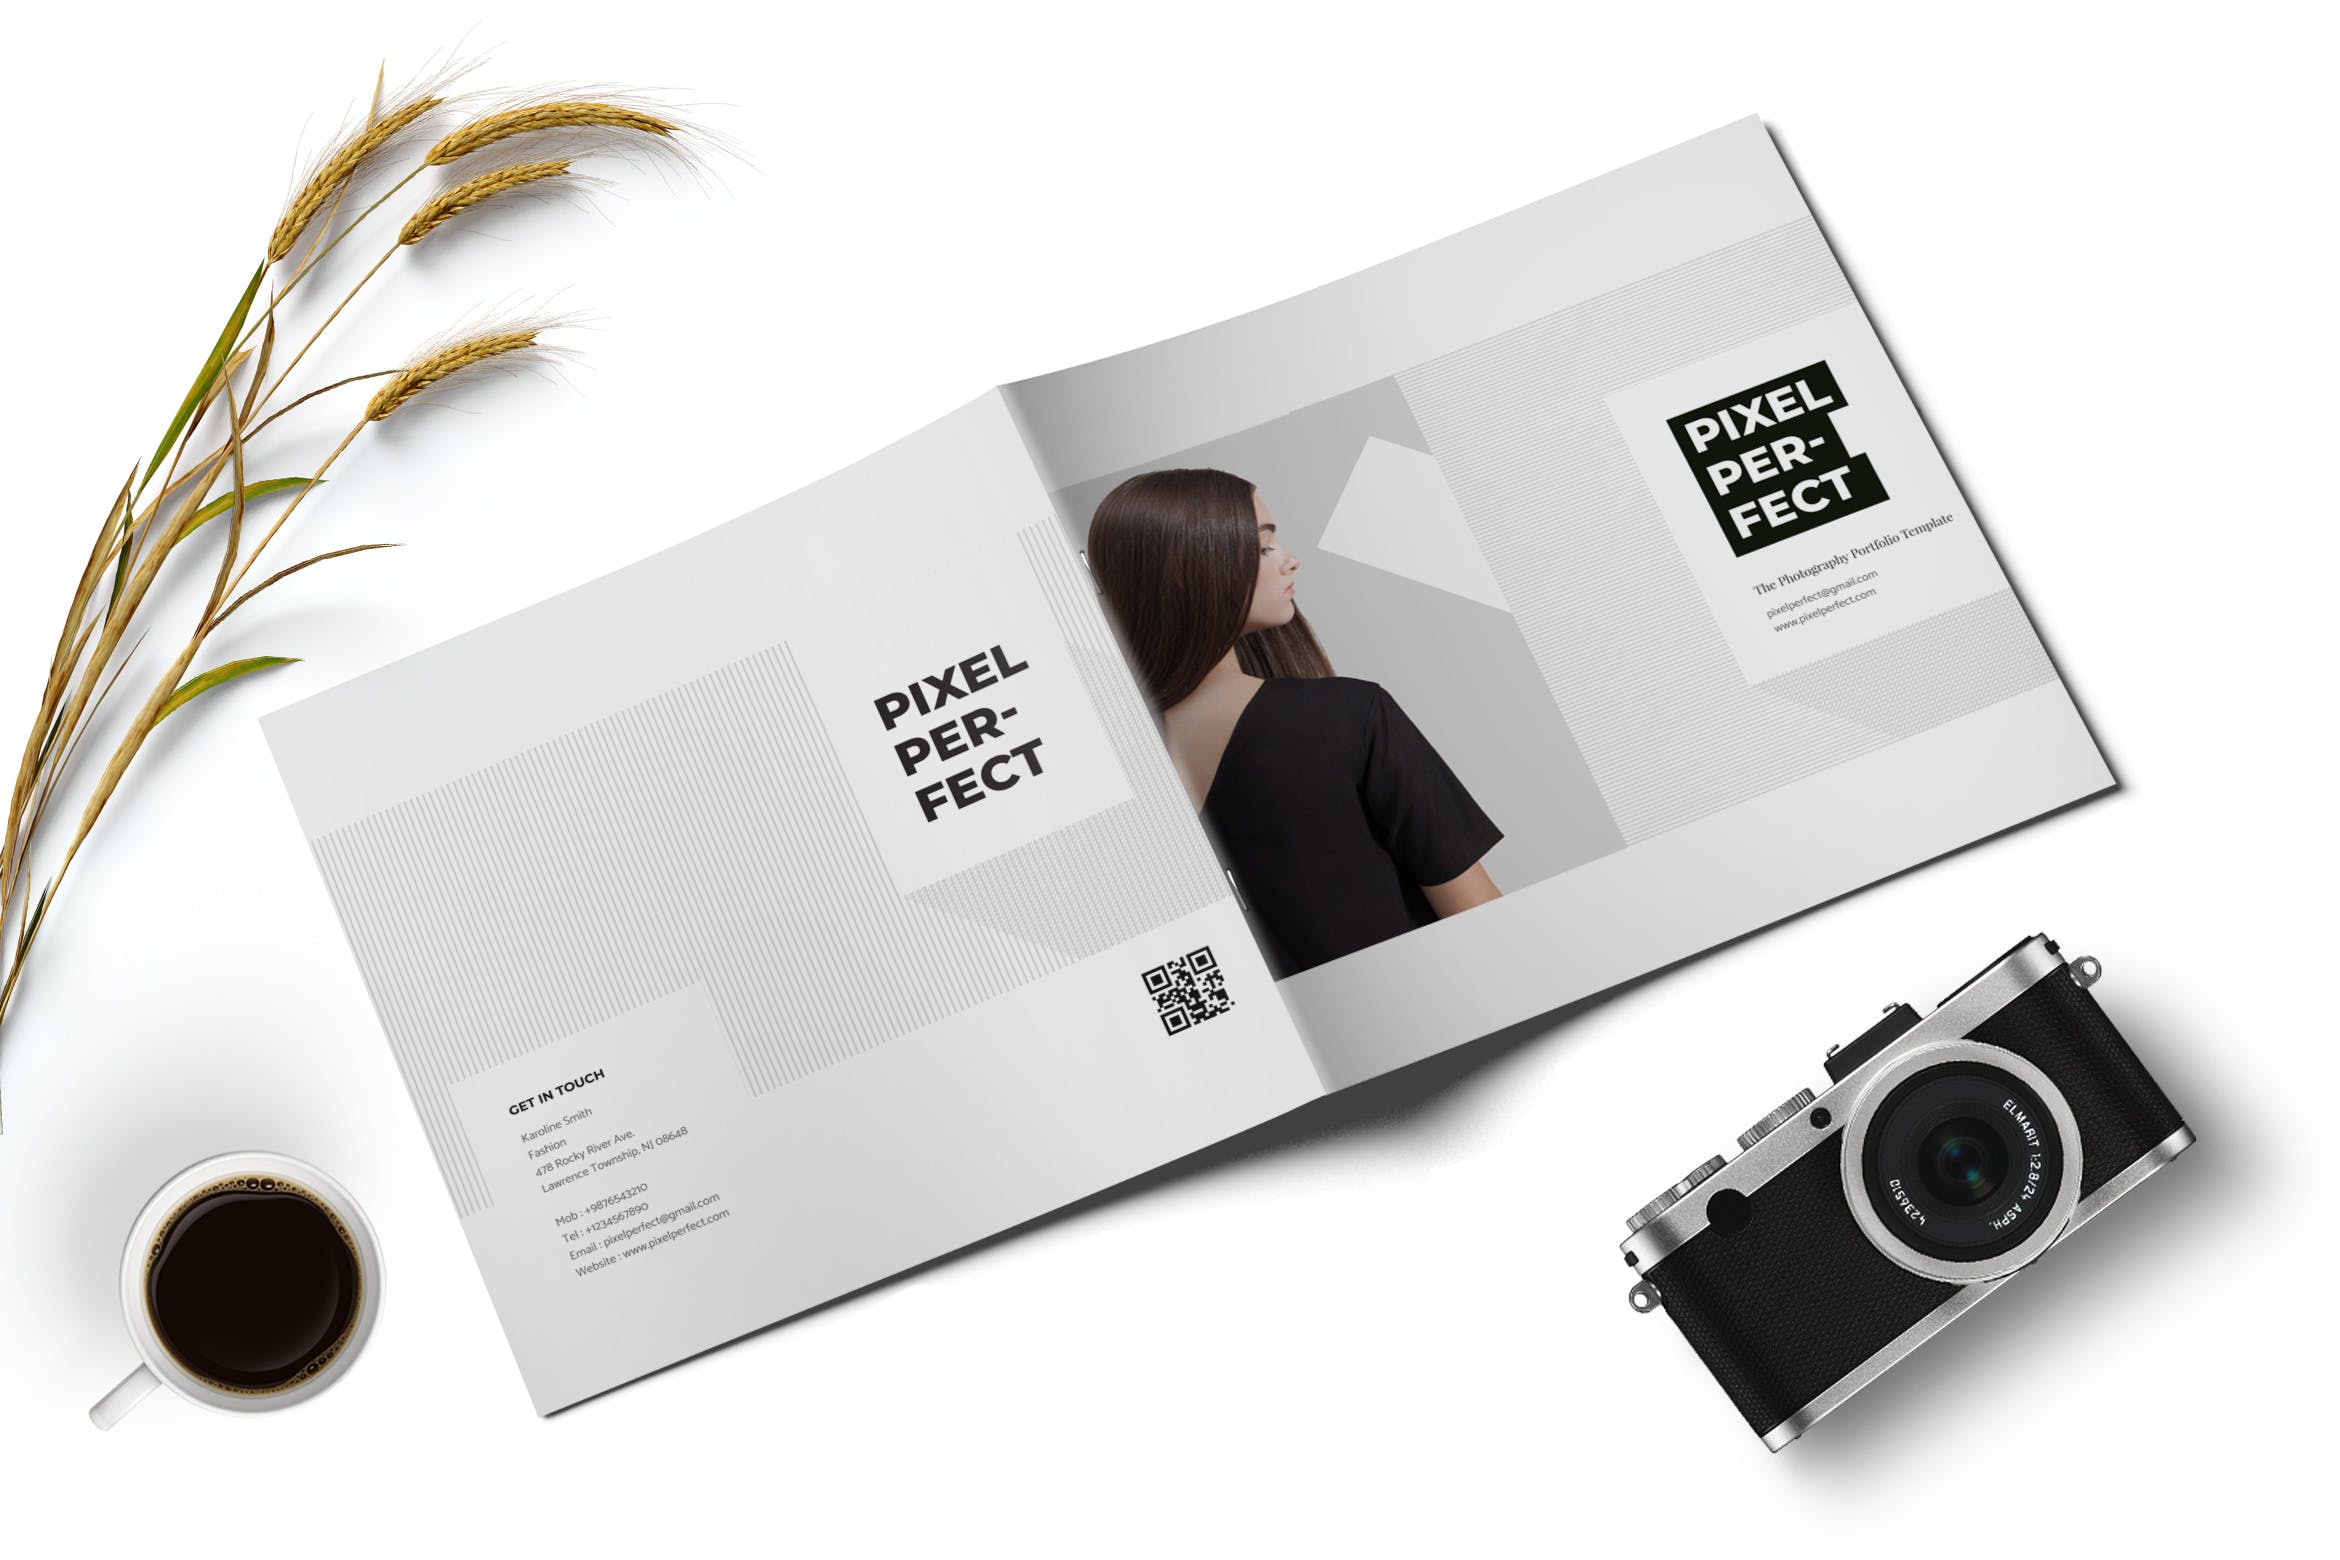 PIXEL
PER-
FECT
GET IN TOUCH
Karoline Smith
Fashion
478 Rocky River Ave.
Lawrence Township, NJ 08648
Mob : +9876543210
Tel : +1234567890
Email : pixelperfect@gmail.com
Website : www.pixelperfect.com
PIXEL
PER-
FECT
The Photography Portfolio Template
pixelperfect@gmail.com
www.pixelperfect.com
ELMARIT 1:2.8/24 ASPH.
4236510